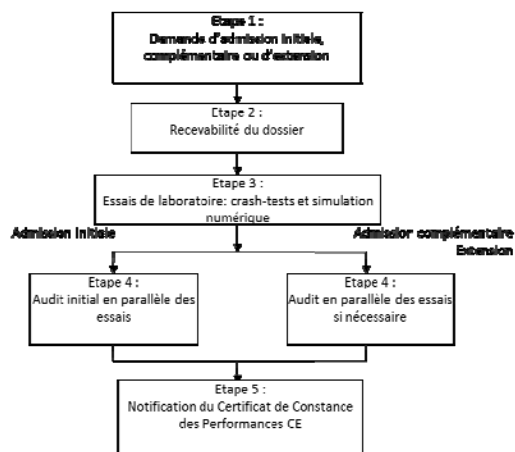 Etape 1 :
Demande d'admission initiale,
complémentaire ou d'extension
Etape 2 :
Recevabilité du dossier
Etape 3 :
Essais de laboratoire: crash-tests et simulation
numérique
Admission initiale
Admission complémentaire
Extension
Etape 4 :
Audit initial en parallèle des
essais
Etape 4 :
Audit en parallèle des essais
si nécessaire
Etape 5 :
Notification du Certificat de Constance
des Performances CE